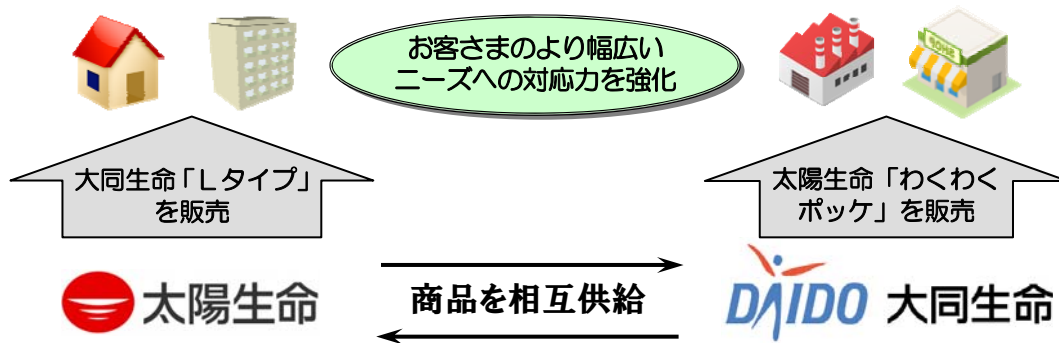 お客さまのより幅広い
ニーズへの対応力を強化
SHOP
大同生命「Lタイプ」
を販売
太陽生命「わくわく
ポッケ」を販売
太陽生命
商品を相互供給
DAIDO 大同生命